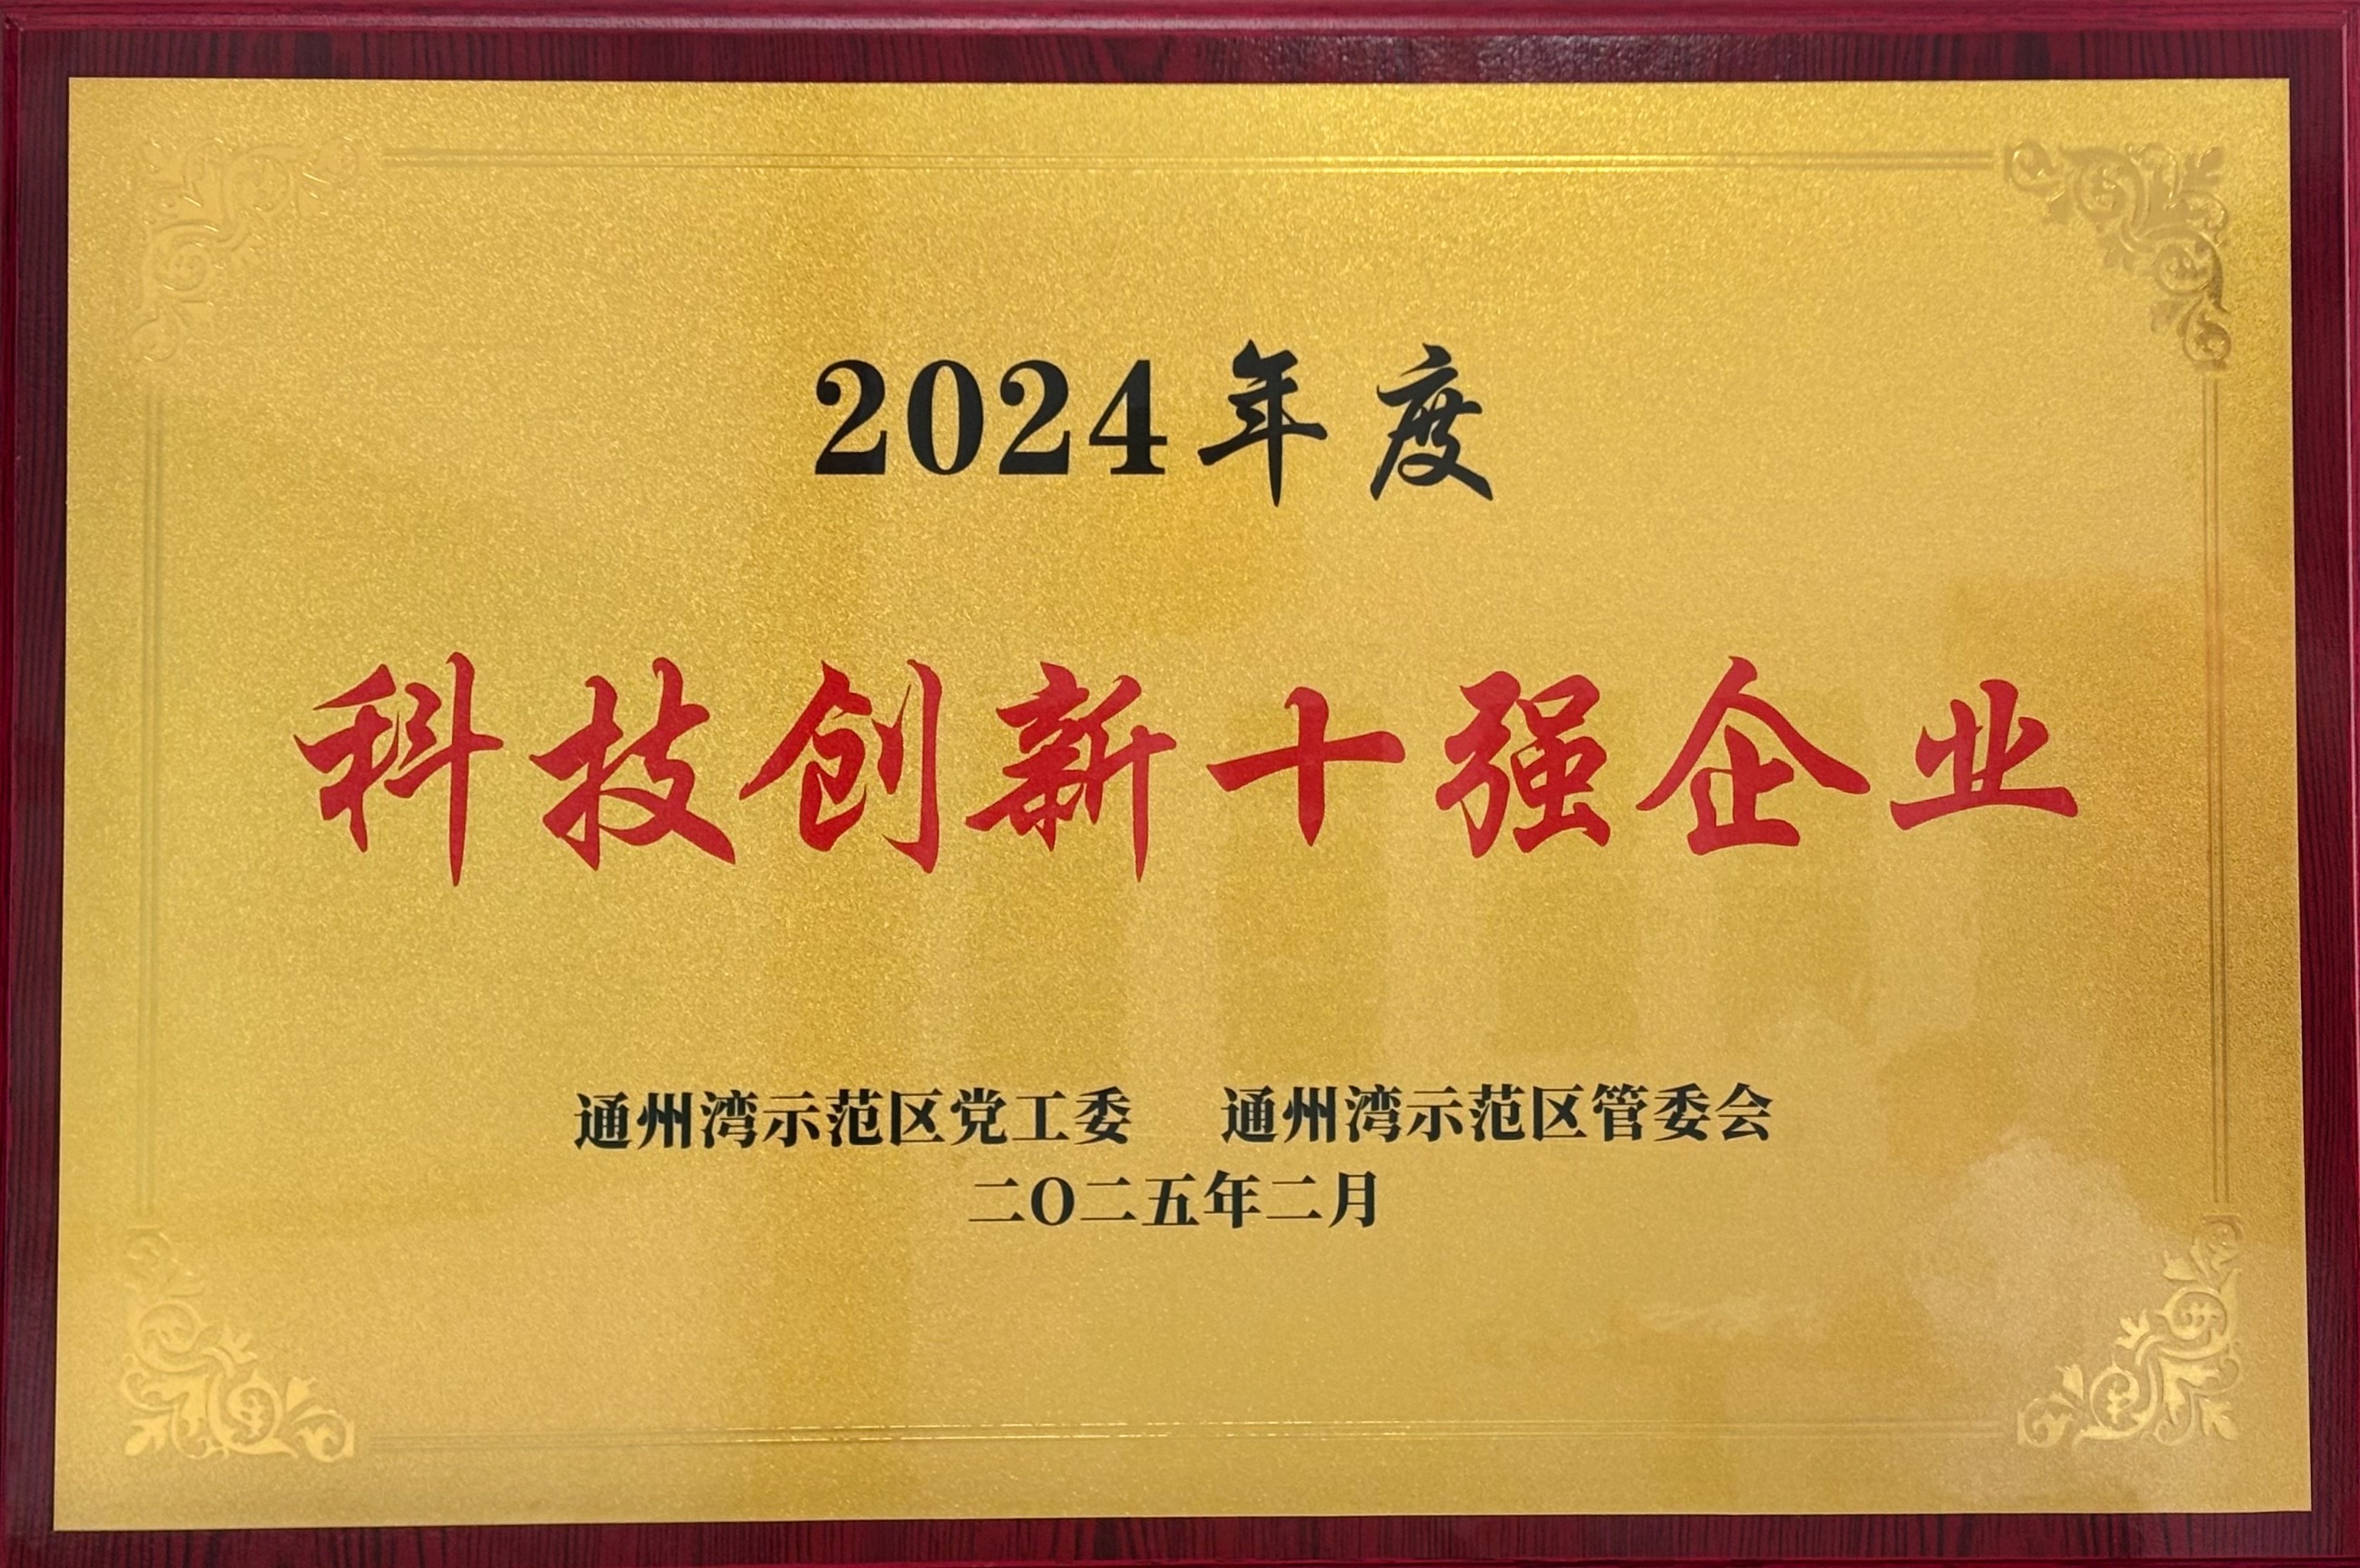 2024年度
科技创新十强企业
通州湾示范区党工委 通州湾示范区管委会
二〇二五年二月